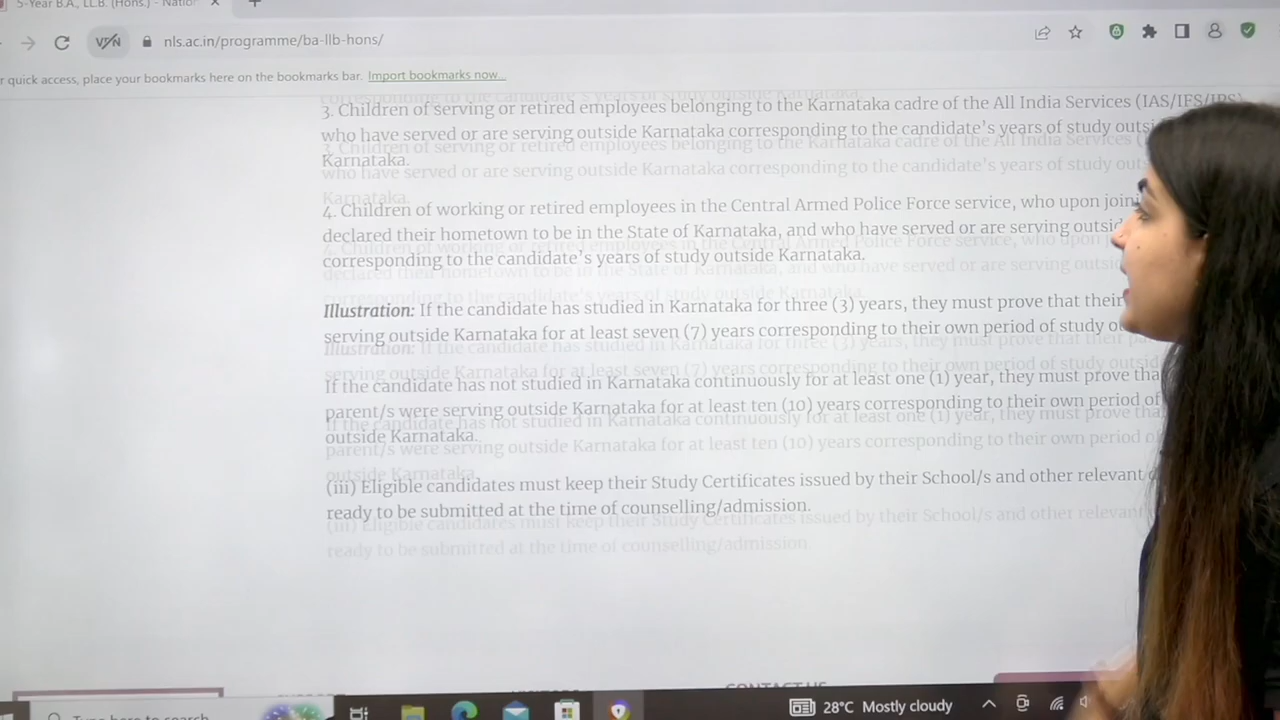 5-Year B.A., LL.B. (Hons.) - Nation
nls.ac.in/programme/ba-llb-hons/
r quick access, place your bookmarks here on the bookmarks bar. Import bookmarks now...
3. Children of serving or retired employees belonging to the Karnataka cadre of the All India Services (IAS/IFS/IPS)
who have served or are serving outside Karnataka corresponding to the candidate's years of study outsi
Karnataka.
4. Children of working or retired employees in the Central Armed Police Force service, who upon join
declared their hometown to be in the State of Karnataka, and who have served or are serving outsid
corresponding to the candidate's years of study outside Karnataka.
Illustration: If the candidate has studied in Karnataka for three (3) years, they must prove that their
serving outside Karnataka for at least seven (7) years corresponding to their own period of study ou
If the candidate has not studied in Karnataka continuously for at least one (1) year, they must prove tha
parent/s were serving outside Karnataka for at least ten (10) years corresponding to their own period of
outside Karnataka.
(iii) Eligible candidates must keep their Study Certificates issued by their School/s and other relevant
ready to be submitted at the time of counselling/admission.
CONTACT US
Type here to search
28°C Mostly cloudy